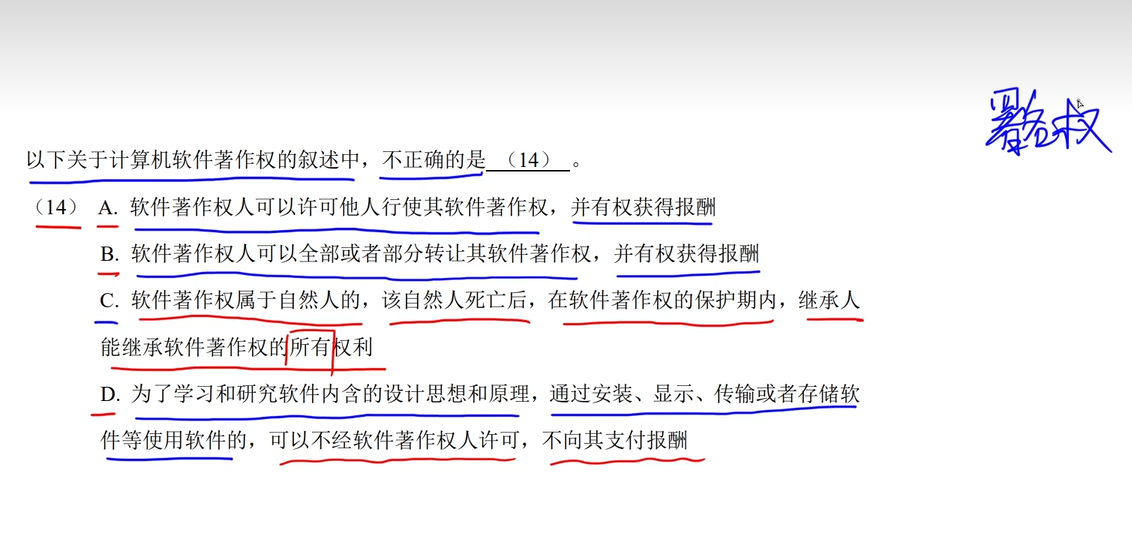 署名权
以下关于计算机软件著作权的叙述中，不正确的是 （14） 。
（14） A. 软件著作权人可以许可他人行使其软件著作权，并有权获得报酬
B. 软件著作权人可以全部或者部分转让其软件著作权，并有权获得报酬
C. 软件著作权属于自然人的，该自然人死亡后，在软件著作权的保护期内，继承人
能继承软件著作权的所有权利
D. 为了学习和研究软件内含的设计思想和原理，通过安装、显示、传输或者存储软
件等使用软件的，可以不经软件著作权人许可，不向其支付报酬